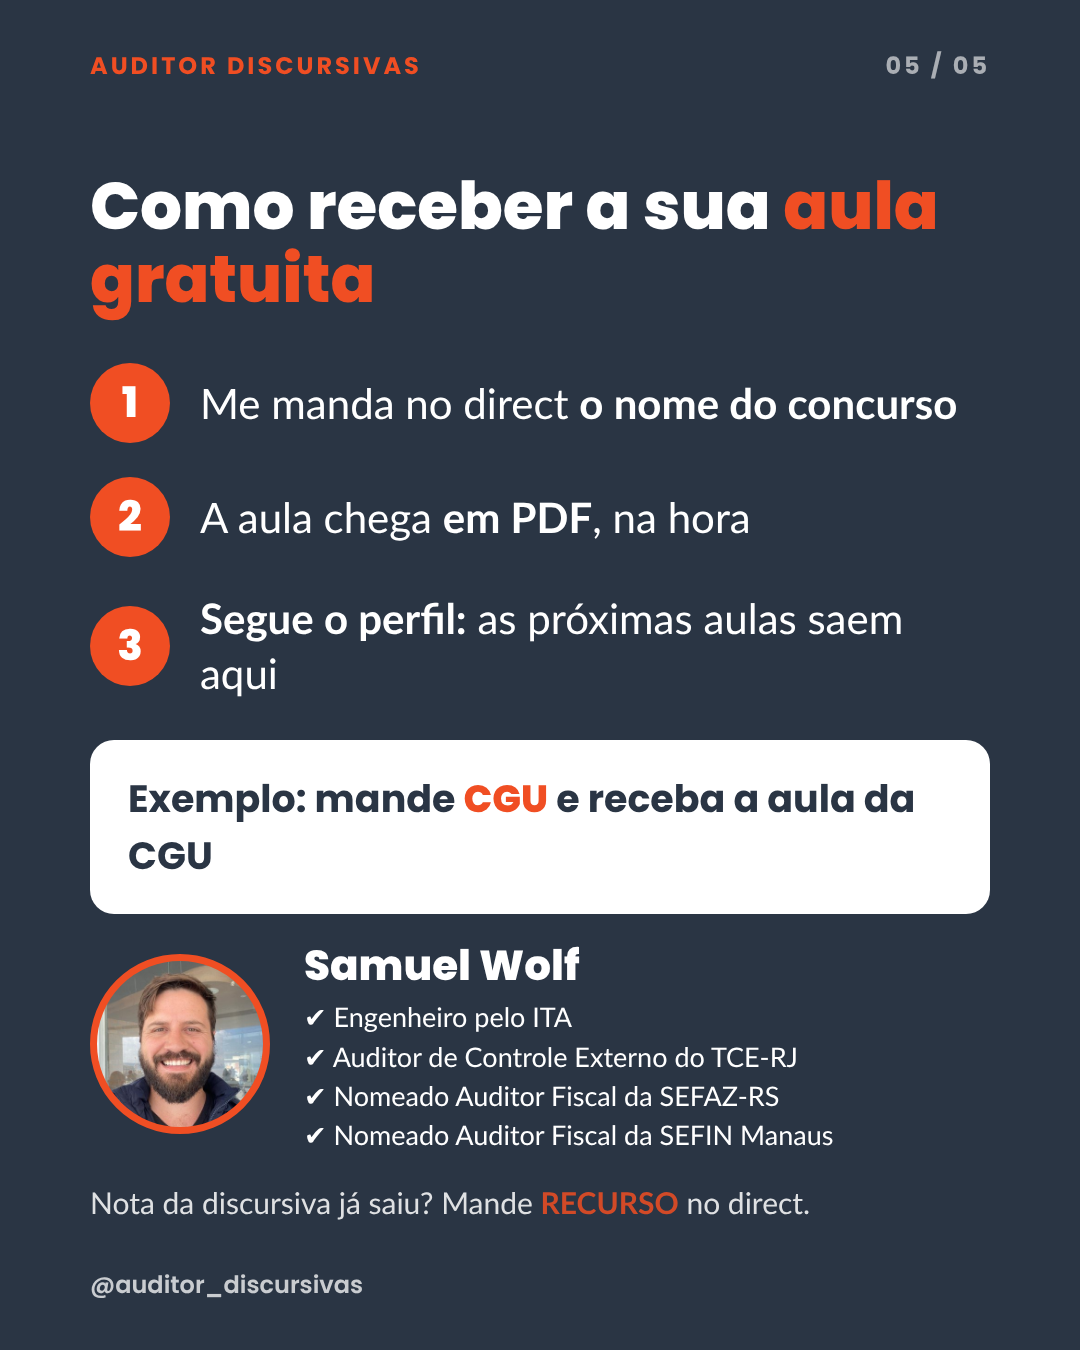 AUDITOR DISCURSIVAS
05 / 05
Como receber a sua aula
gratuita
1
Me manda no direct o nome do concurso
2
A aula chega em PDF, na hora
3
Segue o perfil: as próximas aulas saem
aqui
Exemplo: mande CGU e receba a aula da
CGU
Samuel Wolf
✔ Engenheiro pelo ITA
✔ Auditor de Controle Externo do TCE-RJ
✔ Nomeado Auditor Fiscal da SEFAZ-RS
✔ Nomeado Auditor Fiscal da SEFIN Manaus
Nota da discursiva já saiu? Mande RECURSO no direct.
@auditor_discursivas